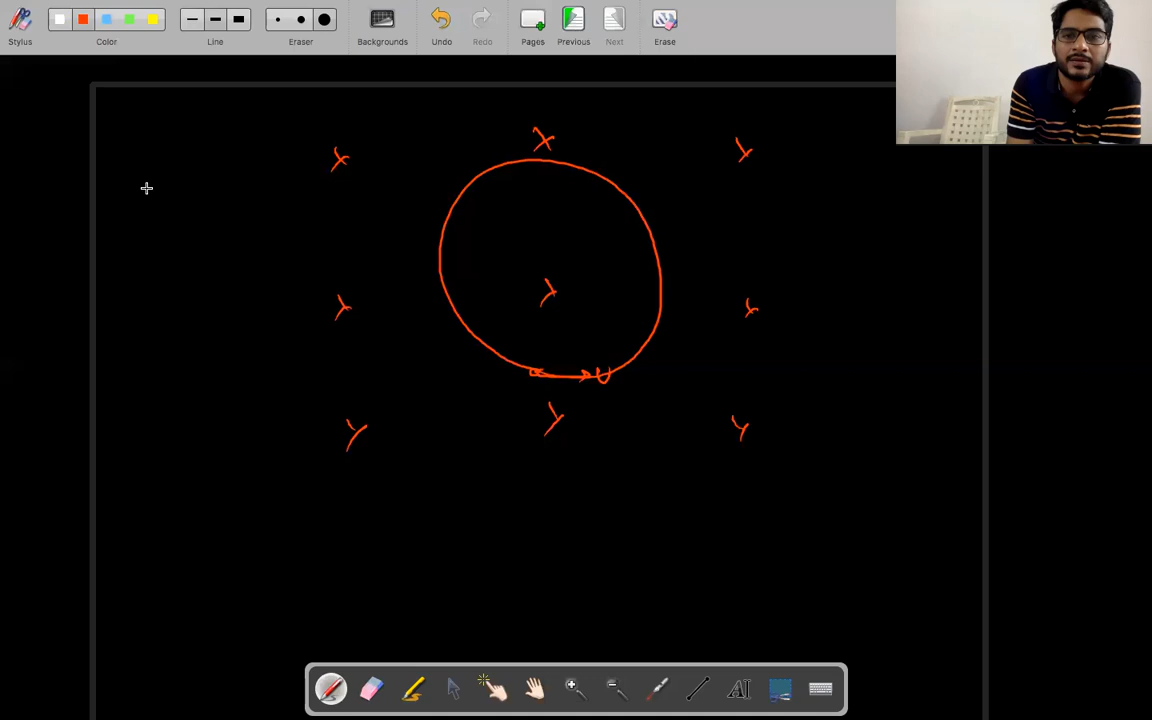 Stylus Color Line Eraser Backgrounds Undo Redo Pages Previous Next Erase
x x x
x x x
υ
x x x